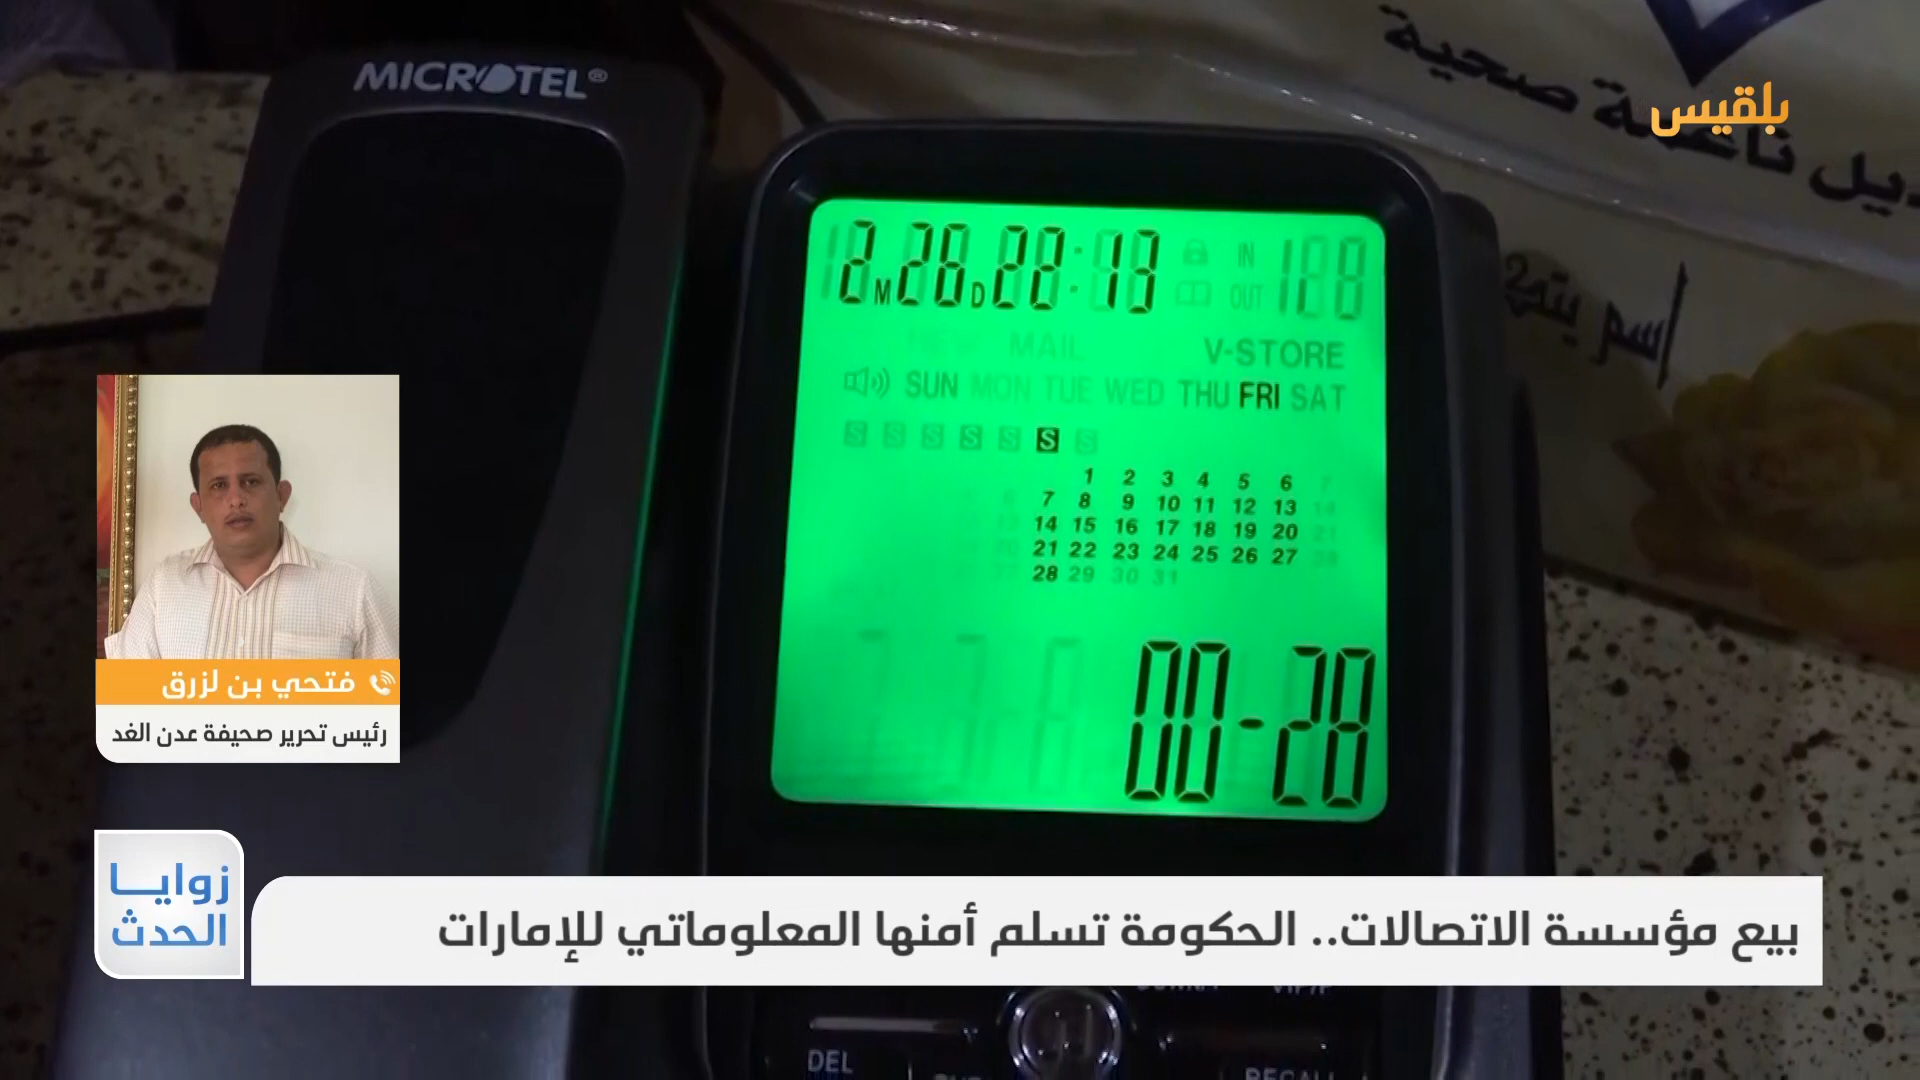 MICROTEL®
بلقيس
صحية
اسم
2 M 28 D 22:13
IN
OUT
MAIL
V-STORE
SUN MON TUE WED THU FRI SAT
S S S S S S S
1 2 3 4 5 6
7 8 9 10 11 12 13
14 15 16 17 18 19 20
21 22 23 24 25 26 27
28 29 30 31
00-28
فتحي بن لزرق
رئيس تحرير صحيفة عدن الغد
زوايا
الحدث
بيع مؤسسة الاتصالات.. الحكومة تسلم أمنها المعلوماتي للإمارات
DEL